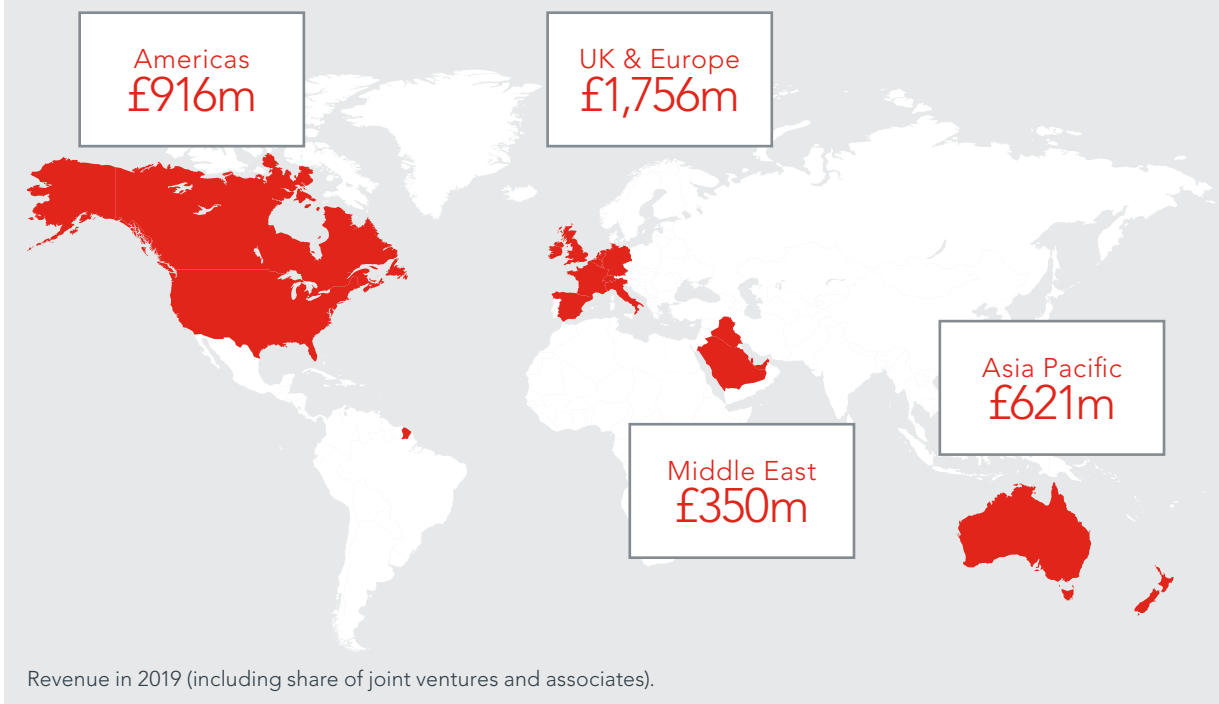 Americas
£916m
UK & Europe
£1,756m
Asia Pacific
£621m
Middle East
£350m
Revenue in 2019 (including share of joint ventures and associates).